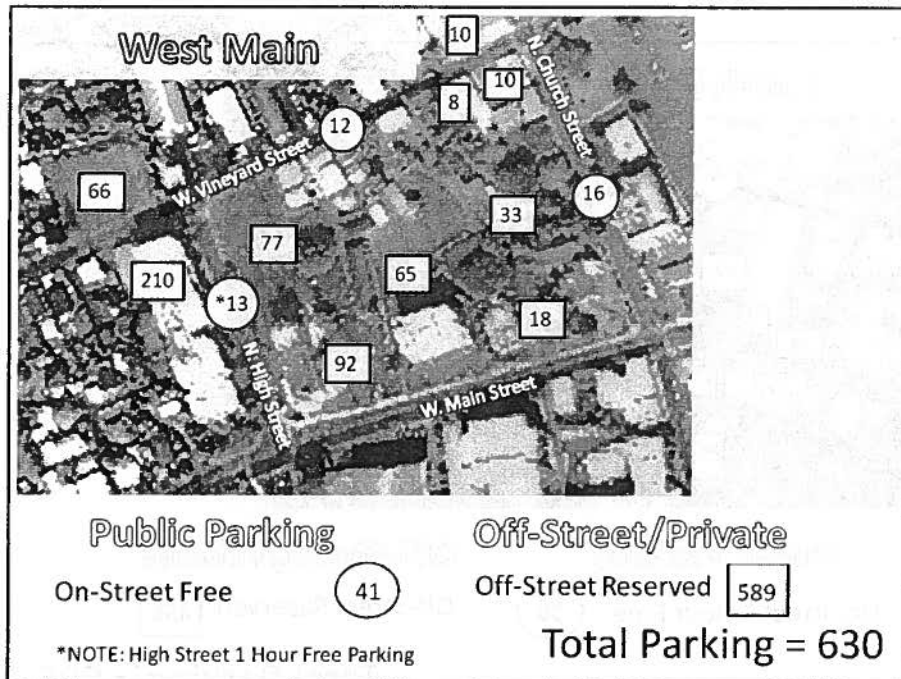 West Main
10
10
8
N. Church Street
12
W. Vineyard Street
66
16
33
77
65
210
*13
18
92
N. High Street
W. Main Street
Public Parking
Off-Street/Private
On-Street Free 41
Off-Street Reserved 589
*NOTE: High Street 1 Hour Free Parking
Total Parking = 630